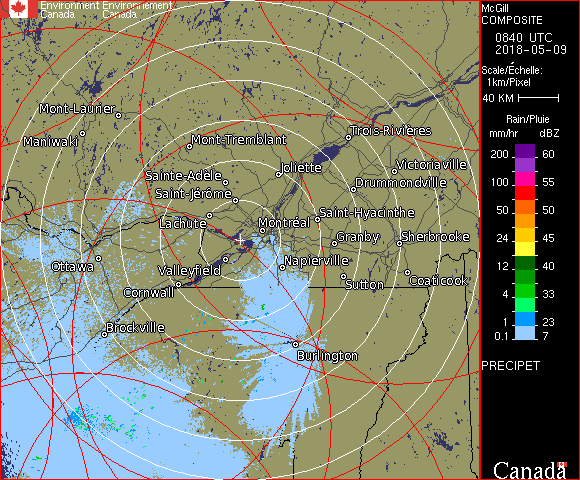 Environment Environnement
Canada Canada
McGill
COMPOSITE
0840 UTC
2018-05-09
Scale/Échelle:
1km/Pixel
40 KM
Rain/Pluie
mm/hr dBZ
200 60
100 55
50 50
24 45
12 40
4 33
1 23
0.1 7
PRECIPET
Canada
Mont-Laurier
Maniwaki
Mont-Tremblant
Trois-Rivières
Joliette
Victoriaville
Sainte-Adèle
Drummondville
Saint-Jérôme
Saint-Hyacinthe
Lachute
Montréal
Granby
Sherbrooke
Ottawa
Valleyfield
Napierville
Cornwall
Sutton
Coaticook
Brockville
Burlington